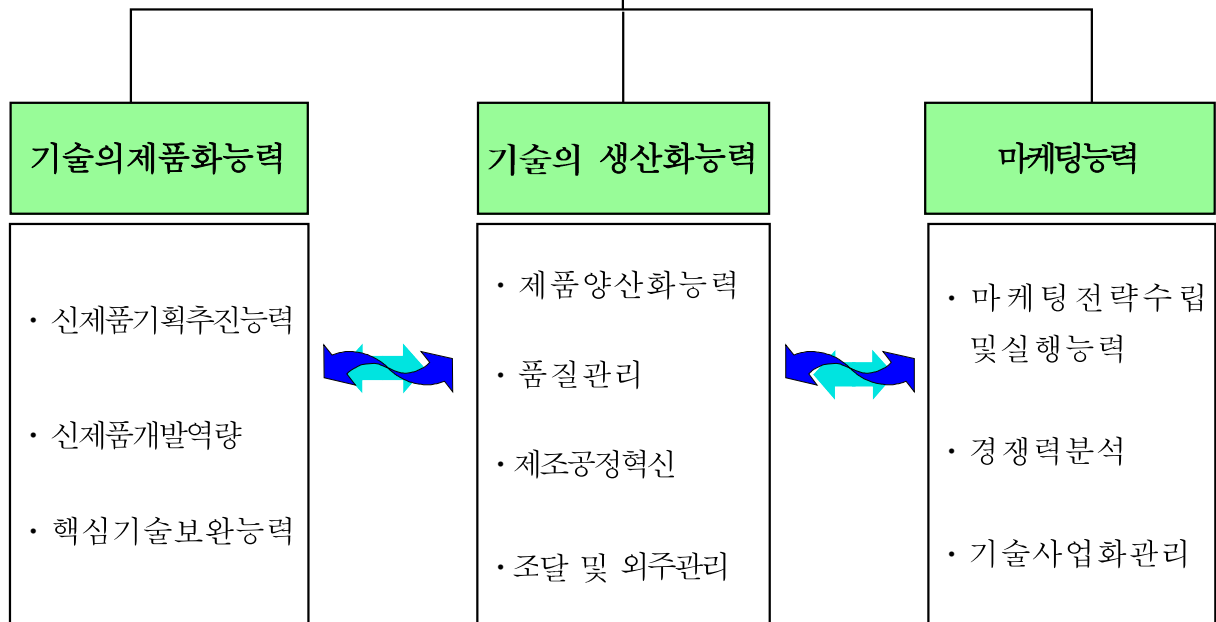 기술의제품화능력
· 신제품기획추진능력
· 신제품개발역량
· 핵심기술보완능력
기술의 생산화능력
· 제품양산화능력
· 품질관리
· 제조공정혁신
· 조달 및 외주관리
마케팅능력
· 마케팅전략수립
및실행능력
· 경쟁력분석
· 기술사업화관리